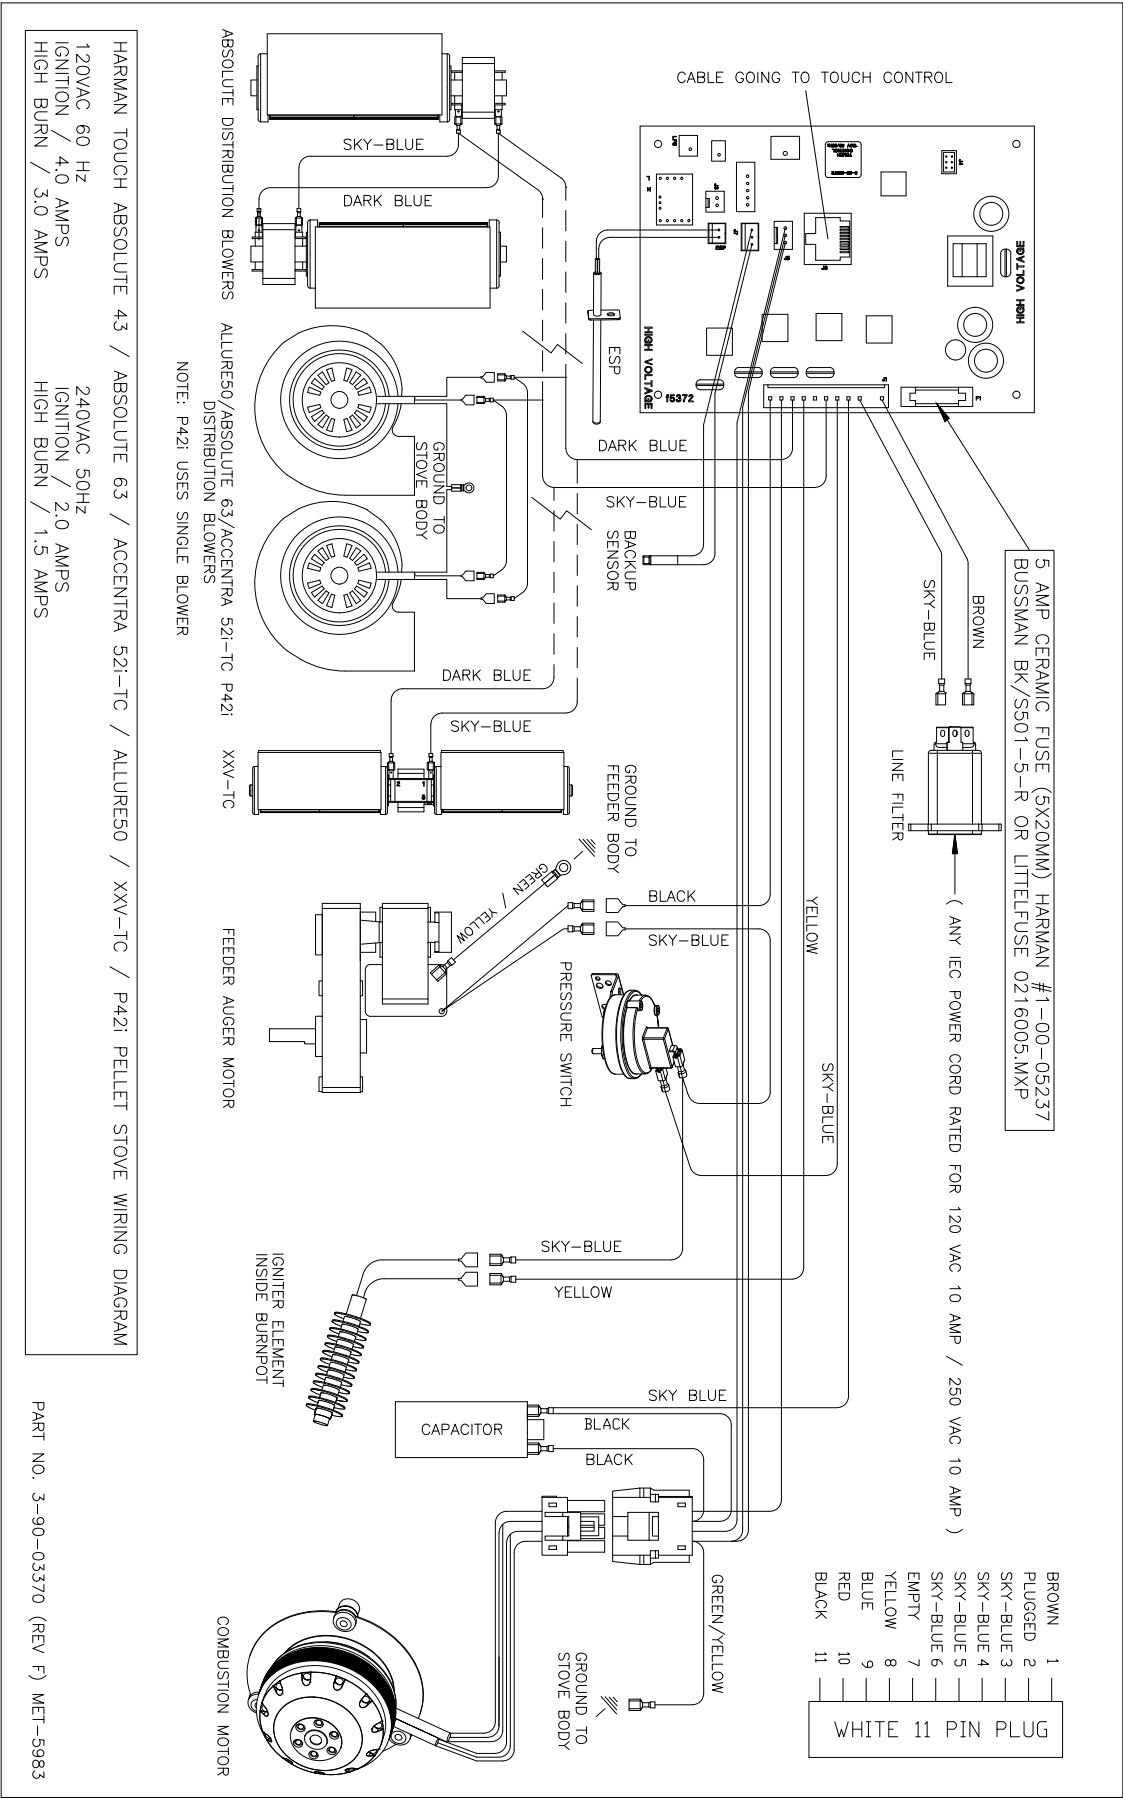 CABLE GOING TO TOUCH CONTROL
HIGH VOLTAGE
HIGH VOLTAGE
J4
F1
J1
ESP
L
H
f5372
5 AMP CERAMIC FUSE (5X20MM) HARMAN #1-00-05237
BUSSMAN BK/S501-5-R OR LITTELFUSE 0216005.MXP
BROWN
SKY-BLUE
LINE FILTER
( ANY IEC POWER CORD RATED FOR 120 VAC 10 AMP / 250 VAC 10 AMP )
BROWN 1
PLUGGED 2
SKY-BLUE 3
SKY-BLUE 4
SKY-BLUE 5
SKY-BLUE 6
EMPTY 7
YELLOW 8
BLUE 9
RED 10
BLACK 11
WHITE 11 PIN PLUG
SKY-BLUE
DARK BLUE
ESP
DARK BLUE
SKY-BLUE
BACKUP
SENSOR
GROUND TO
STOVE BODY
DARK BLUE
SKY-BLUE
2
1
GROUND TO
FEEDER BODY
GREEN / YELLOW
BLACK
SKY-BLUE
YELLOW
SKY-BLUE
PRESSURE SWITCH
SKY-BLUE
YELLOW
IGNITER ELEMENT
INSIDE BURNPOT
SKY BLUE
BLACK
BLACK
CAPACITOR
GREEN/YELLOW
GROUND TO
STOVE BODY
ABSOLUTE DISTRIBUTION BLOWERS
ALLURE50/ABSOLUTE 63/ACCENTRA 52i-TC P42i
DISTRIBUTION BLOWERS
NOTE: P42i USES SINGLE BLOWER
XXV-TC
FEEDER AUGER MOTOR
COMBUSTION MOTOR
HARMAN TOUCH ABSOLUTE 43 / ABSOLUTE 63 / ACCENTRA 52i-TC / ALLURE50 / XXV-TC / P42i PELLET STOVE WIRING DIAGRAM
120VAC 60 Hz
IGNITION / 4.0 AMPS
HIGH BURN / 3.0 AMPS
240VAC 50Hz
IGNITION / 2.0 AMPS
HIGH BURN / 1.5 AMPS
PART NO. 3-90-03370 (REV F) MET-5983